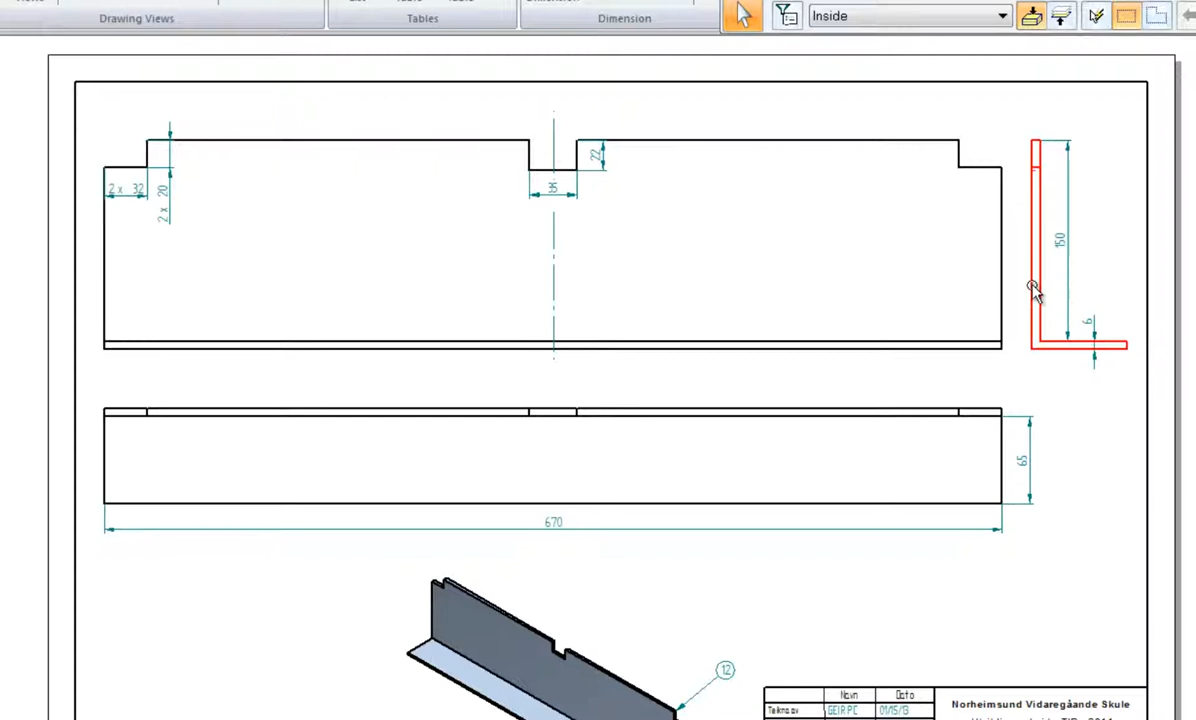 Drawing Views
Tables
Dimension
Inside
22
2 x 32
2 x 20
35
150
6
65
670
12
Navn
Dato
Norheimsund Vidaregåande Skule
Teikna av
GEIR PC
01/15/13